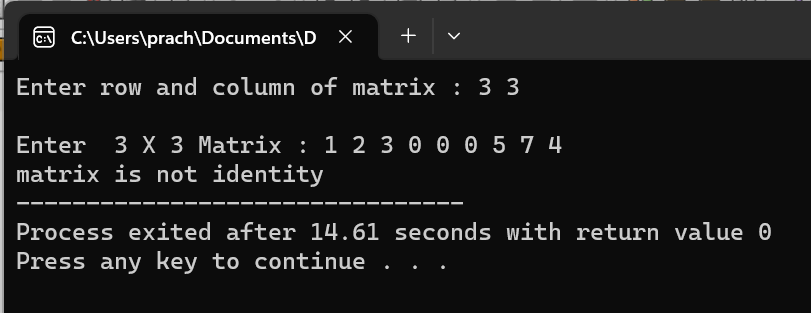 C:\Users\prach\Documents\D
Enter row and column of matrix : 3 3
Enter  3 X 3 Matrix : 1 2 3 0 0 0 5 7 4
matrix is not identity
--------------------------------
Process exited after 14.61 seconds with return value 0
Press any key to continue . . .